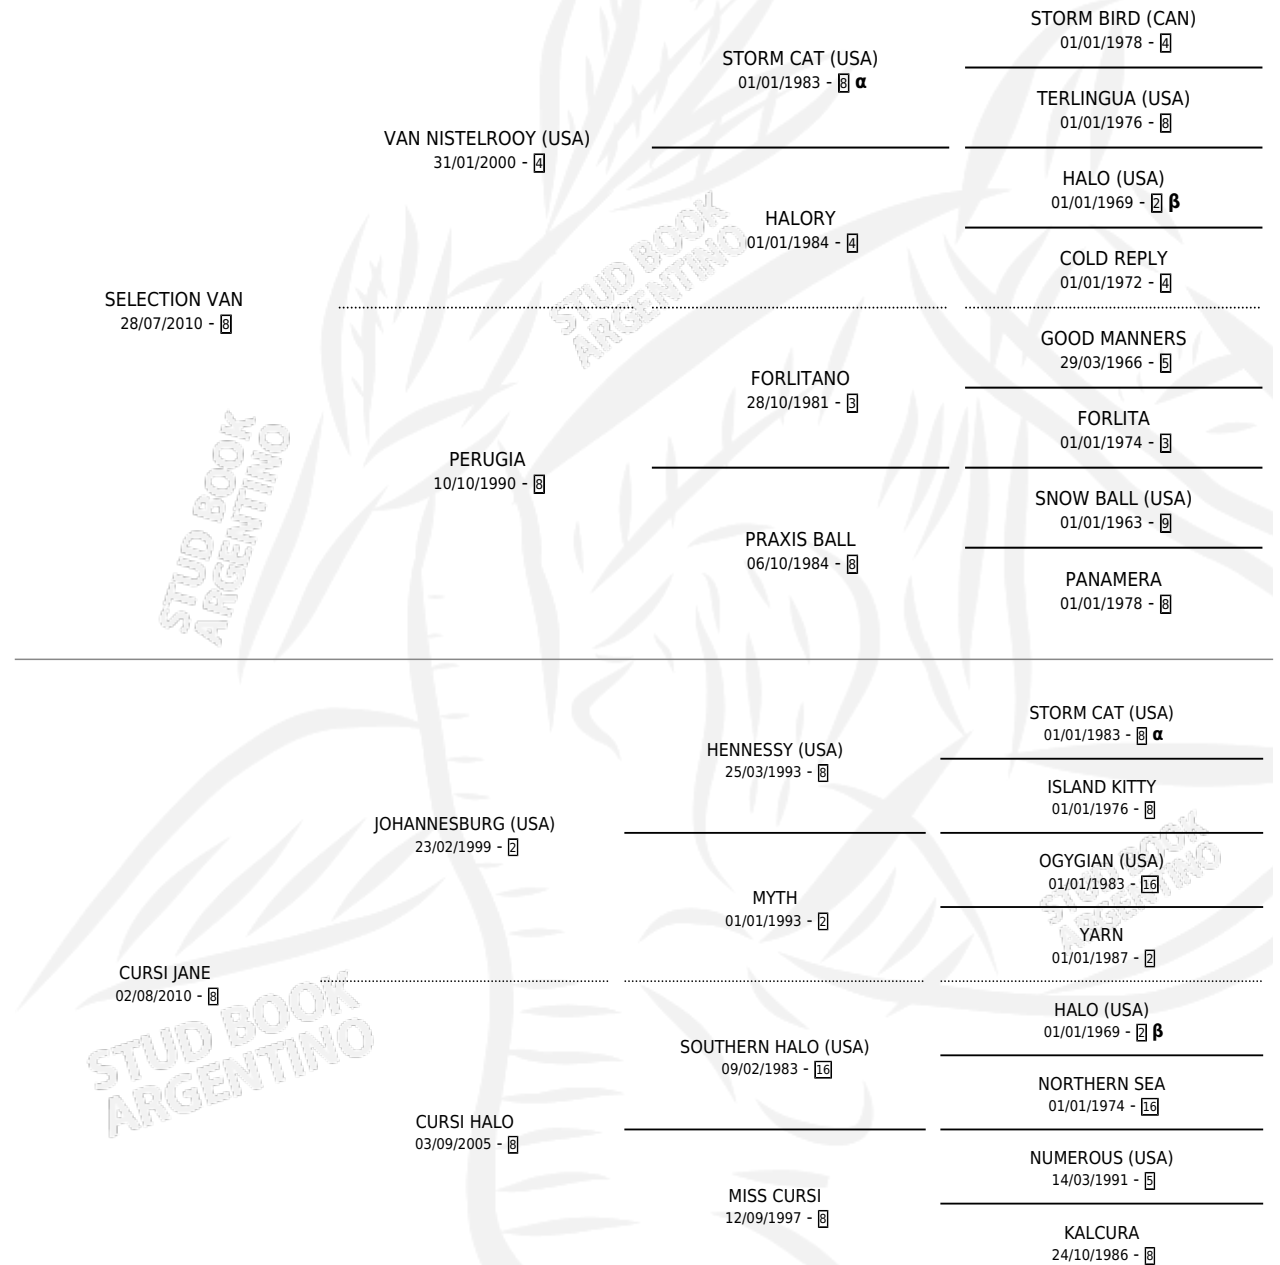 STORM BIRD (CAN)
01/01/1978 - 4
STORM CAT (USA)
01/01/1983 - 8 α
TERLINGUA (USA)
01/01/1976 - 8
VAN NISTELROOY (USA)
31/01/2000 - 4
HALO (USA)
01/01/1969 - 2 β
HALORY
01/01/1984 - 4
COLD REPLY
01/01/1972 - 4
SELECTION VAN
28/07/2010 - 8
GOOD MANNERS
29/03/1966 - 5
FORLITANO
28/10/1981 - 3
FORLITA
01/01/1974 - 3
PERUGIA
10/10/1990 - 8
SNOW BALL (USA)
01/01/1963 - 9
PRAXIS BALL
06/10/1984 - 8
PANAMERA
01/01/1978 - 8
STORM CAT (USA)
01/01/1983 - 8 α
HENNESSY (USA)
25/03/1993 - 8
ISLAND KITTY
01/01/1976 - 8
JOHANNESBURG (USA)
23/02/1999 - 2
OGYGIAN (USA)
01/01/1983 - 16
MYTH
01/01/1993 - 2
YARN
01/01/1987 - 2
CURSI JANE
02/08/2010 - 8
HALO (USA)
01/01/1969 - 2 β
SOUTHERN HALO (USA)
09/02/1983 - 16
NORTHERN SEA
01/01/1974 - 16
CURSI HALO
03/09/2005 - 8
NUMEROUS (USA)
14/03/1991 - 5
MISS CURSI
12/09/1997 - 8
KALCURA
24/10/1986 - 8
STUD BOOK
ARGENTINO
STUD BOOK
ARGENTINO
STUD BOOK
ARGENTINO
STUD BOOK
ARGENTINO